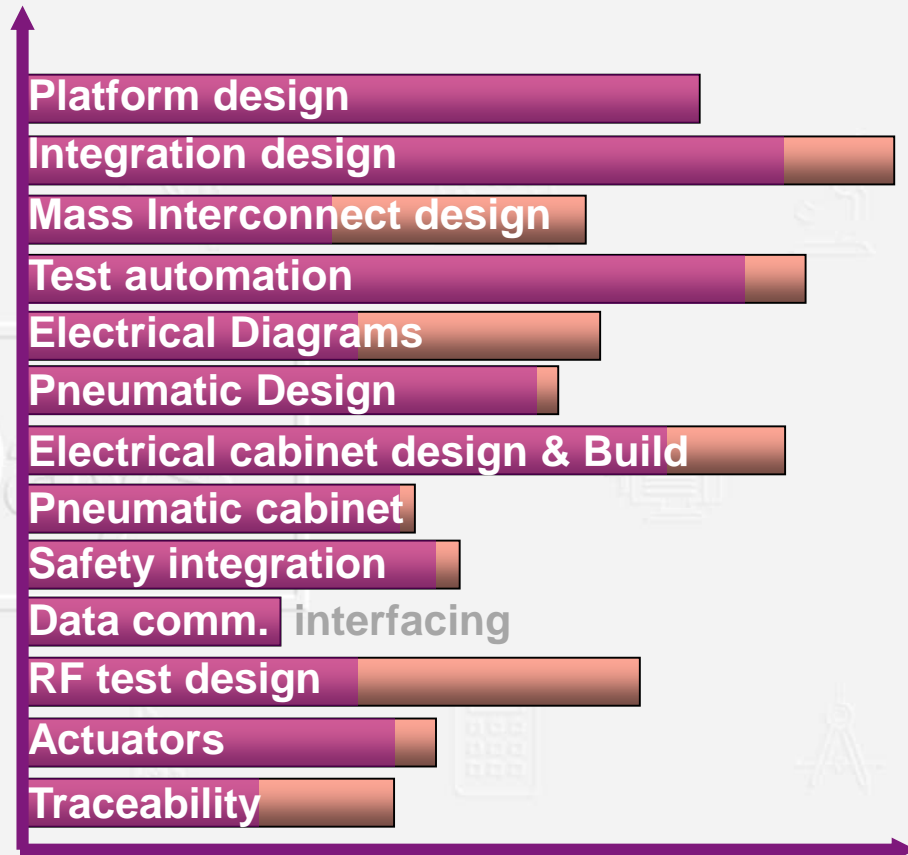 Platform design
Integration design
Mass Interconnect design
Test automation
Electrical Diagrams
Pneumatic Design
Electrical cabinet design & Build
Pneumatic cabinet
Safety integration
Data comm. interfacing
RF test design
Actuators
Traceability